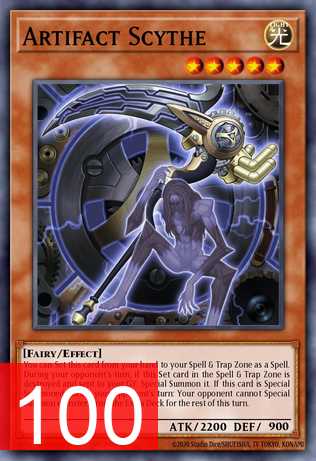 Artifact Scythe
LIGHT
光
[Fairy/Effect]
You can Set this card from your hand to your Spell & Trap Zone as a Spell.
During your opponent's turn, if this Set card in the Spell & Trap Zone is
destroyed and sent to your GY: Special Summon it. If this card is Special
opponent's turn: Your opponent cannot Special
Deck for the rest of this turn.
ATK/2200 DEF/ 900
100
©2020 Studio Dice/SHUEISHA, TV TOKYO, KONAMI